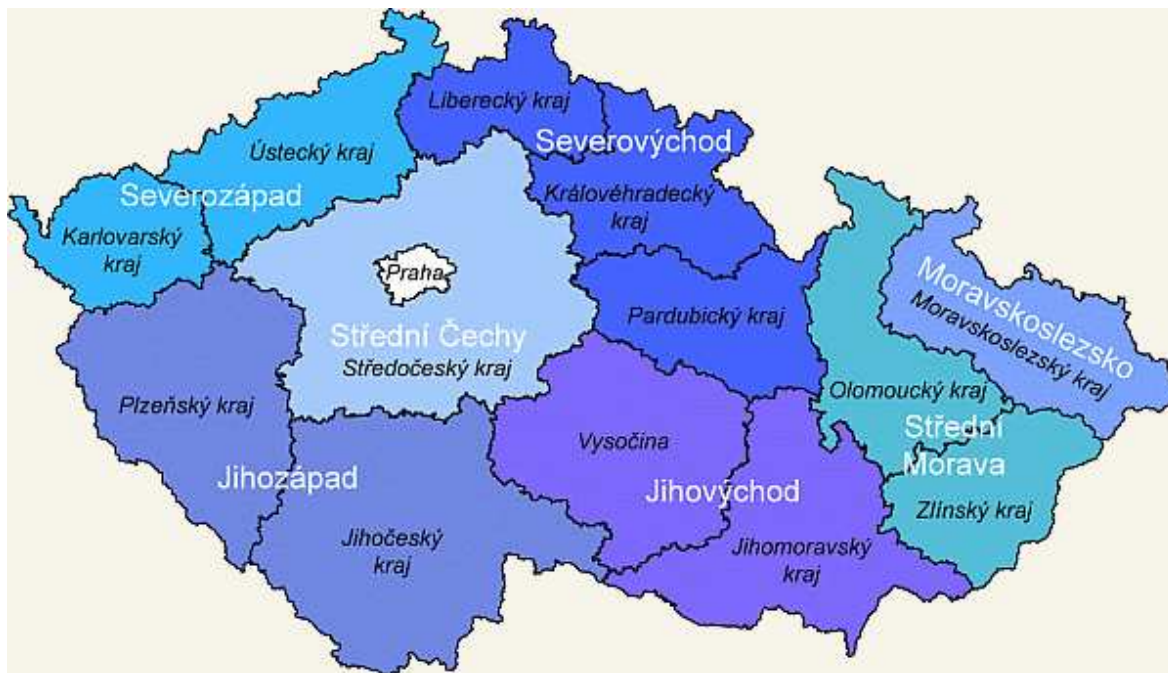 Liberecký kraj
Severovýchod
Ústecký kraj
Severozápad
Královéhradecký
kraj
Karlovarský
kraj
Praha
Moravskoslezsko
Moravskoslezský kraj
Pardubický kraj
Střední Čechy
Středočeský kraj
Olomoucký kraj
Plzeňský kraj
Střední
Morava
Vysočina
Jihozápad
Jihovýchod
Zlínský kraj
Jihočeský
kraj
Jihomoravský
kraj